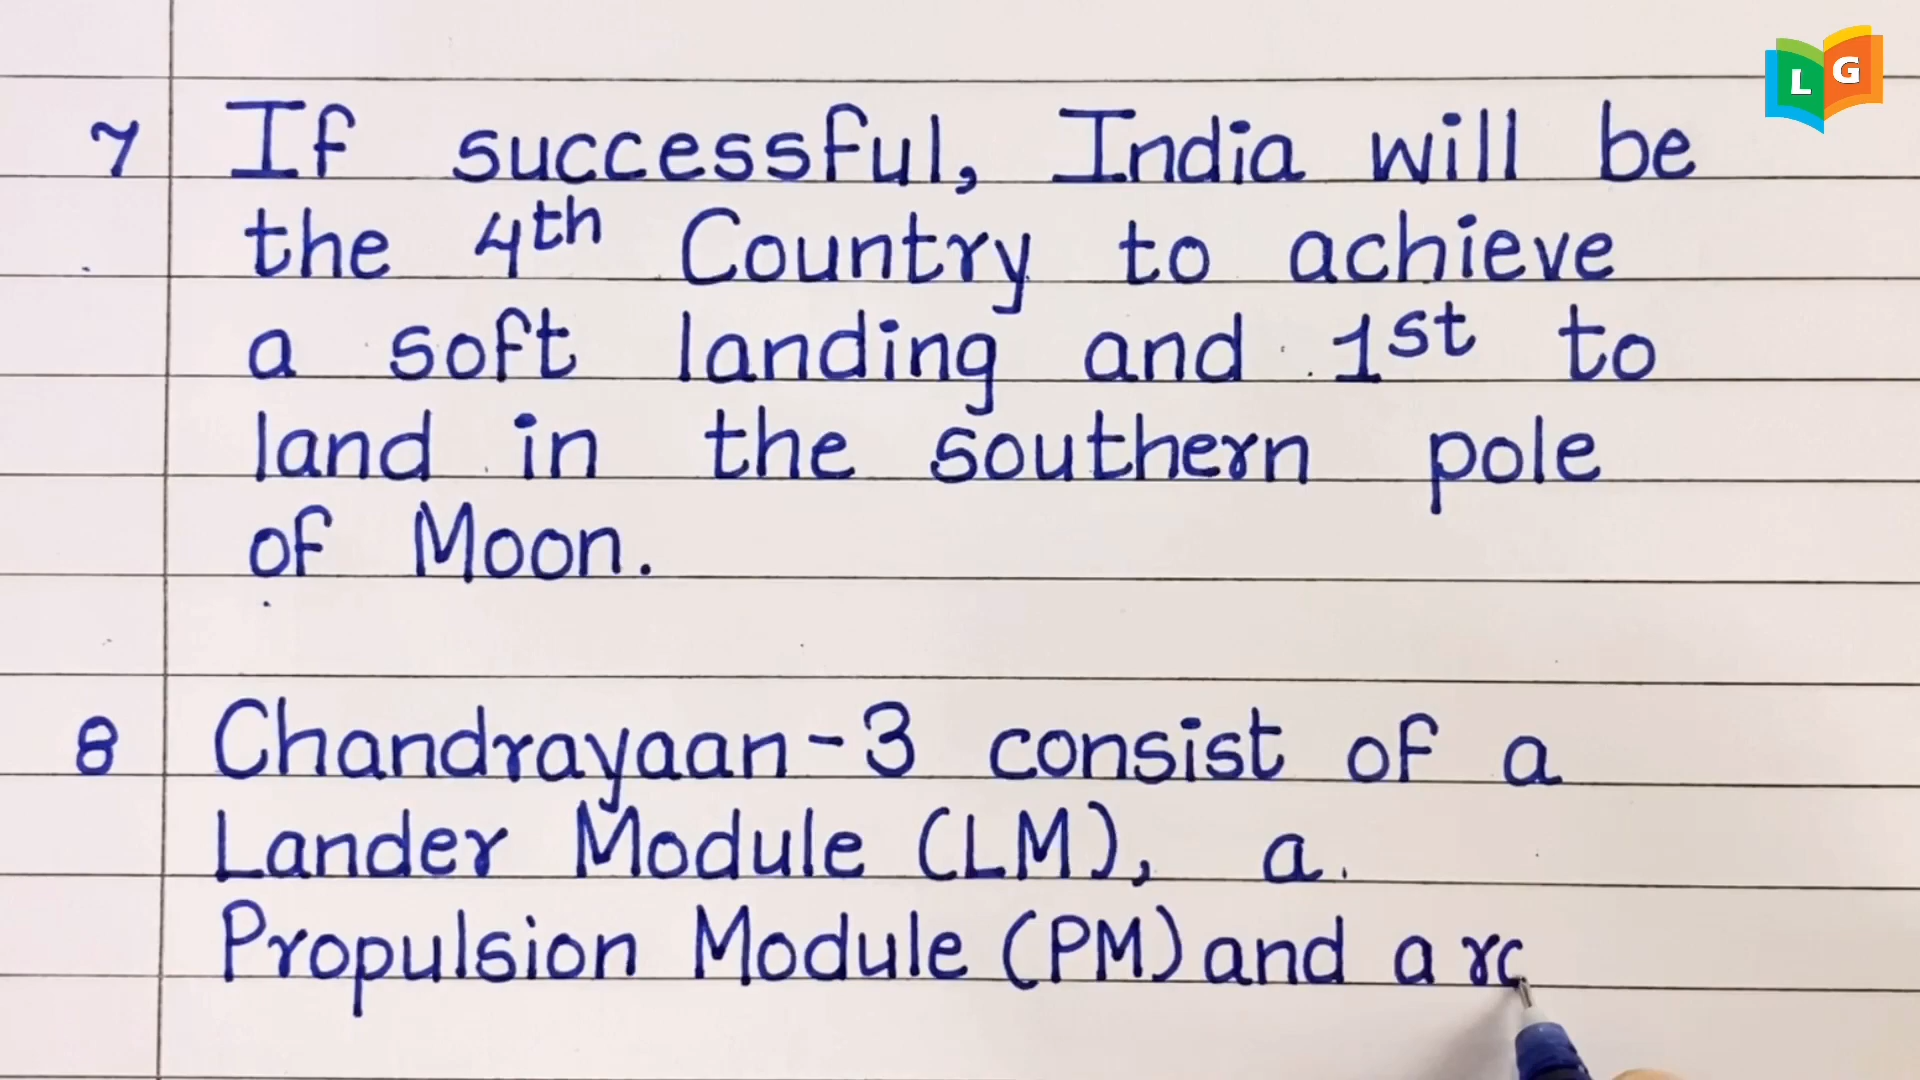 L G
7 If successful, India will be
the 4th Country to achieve
a soft landing and 1st to
land in the southern pole
of Moon.
8 Chandrayaan-3 consist of a
Lander Module (LM), a
Propulsion Module (PM) and a